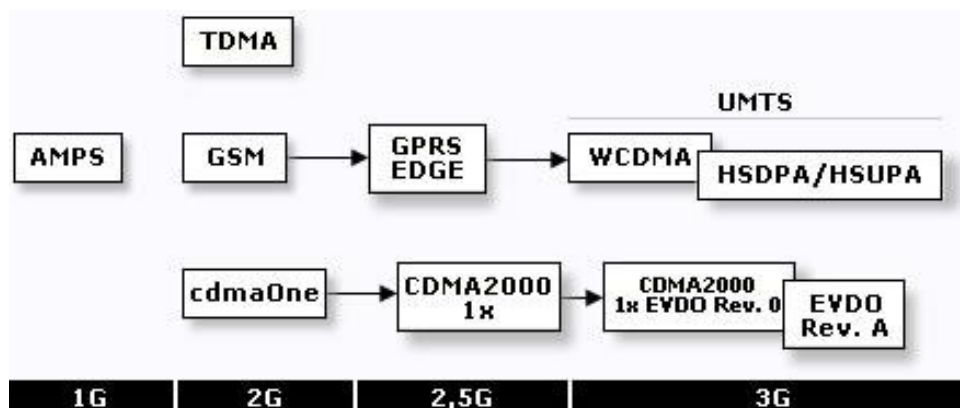 TDMA
UMTS
AMPS
GSM
GPRS
EDGE
WCDMA
HSDPA/HSUPA
cdmaOne
CDMA2000
1x
CDMA2000
1x EVDO Rev. 0
EVDO
Rev. A
1G
2G
2,5G
3G